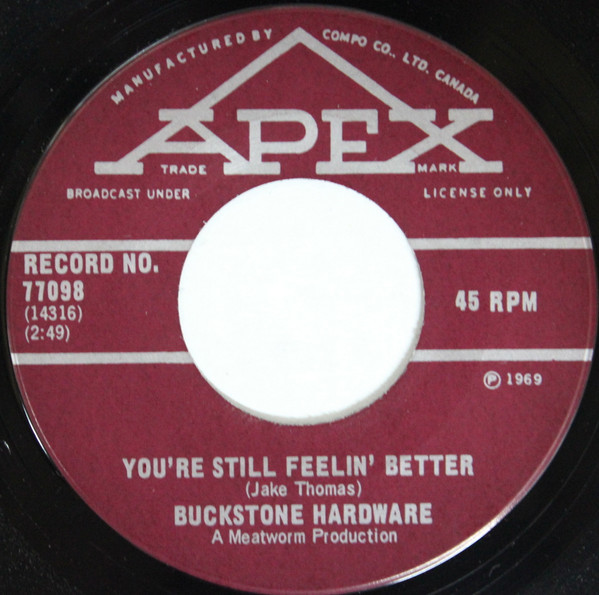 MANUFACTURED BY COMPO CO., LTD. CANADA
APEX
TRADE MARK
BROADCAST UNDER LICENSE ONLY
RECORD NO.
77098
(14316)
(2:49)
45 RPM
℗ 1969
YOU'RE STILL FEELIN' BETTER
(Jake Thomas)
BUCKSTONE HARDWARE
A Meatworm Production